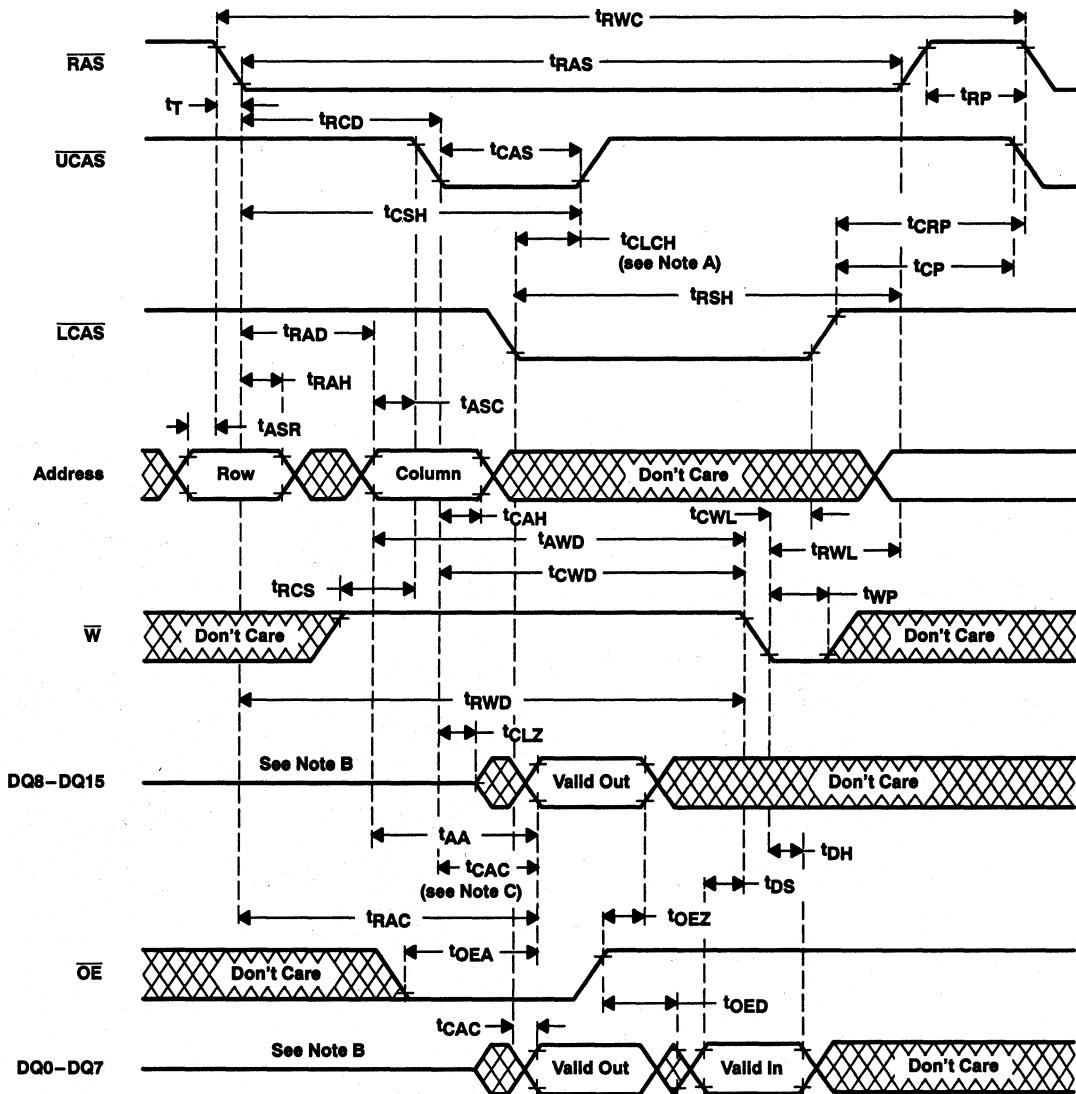 tRWC
RAS
tRAS
tT
tRP
tRCD
UCAS
tCAS
tCSH
tCRP
tCLCH
(see Note A)
tCP
tRSH
LCAS
tRAD
tRAH
tASC
tASR
Address
Row
Column
Don't Care
tCAH
tCWL
tAWD
tRWL
tCWD
tRCS
tWP
W
Don't Care
Don't Care
tRWD
tCLZ
See Note B
DQ8–DQ15
Valid Out
Don't Care
tAA
tDH
tCAC
(see Note C)
tDS
tRAC
tOEZ
tOEA
OE
Don't Care
tOED
tCAC
See Note B
DQ0–DQ7
Valid Out
Valid In
Don't Care